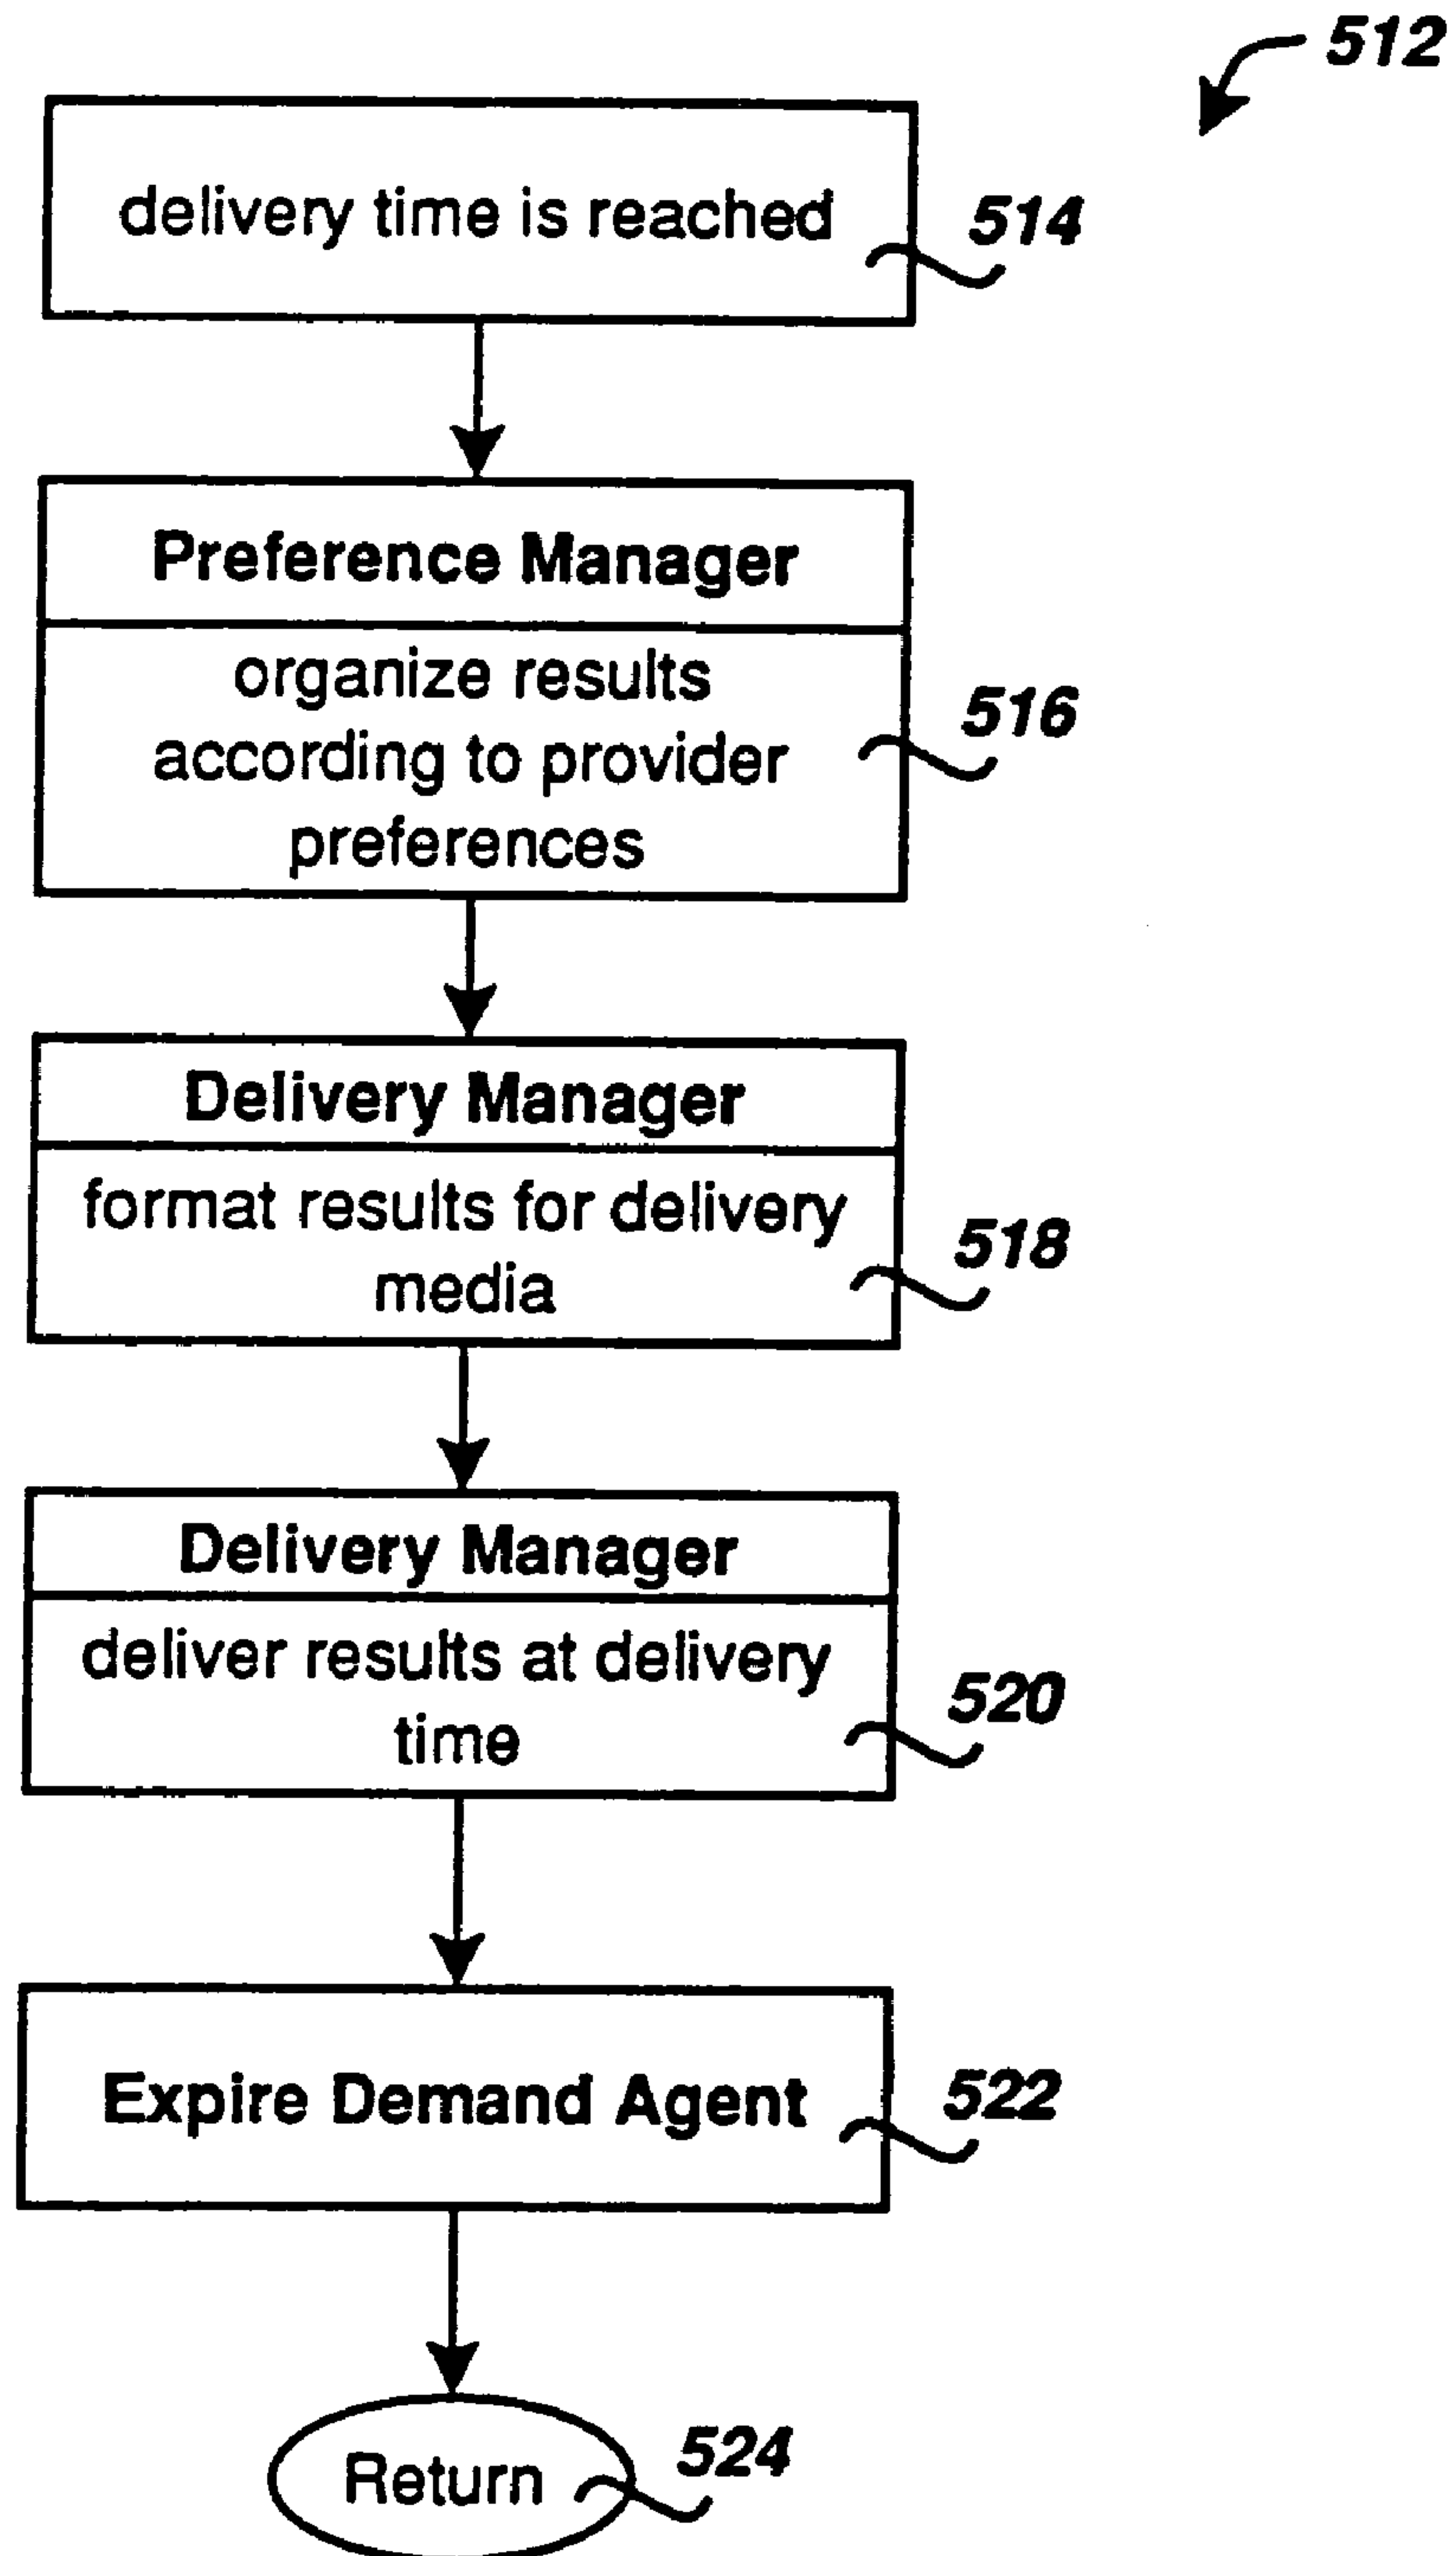 512
delivery time is reached
514
Preference Manager
organize results
according to provider
preferences
516
Delivery Manager
format results for delivery
media
518
Delivery Manager
deliver results at delivery
time
520
Expire Demand Agent
522
Return
524